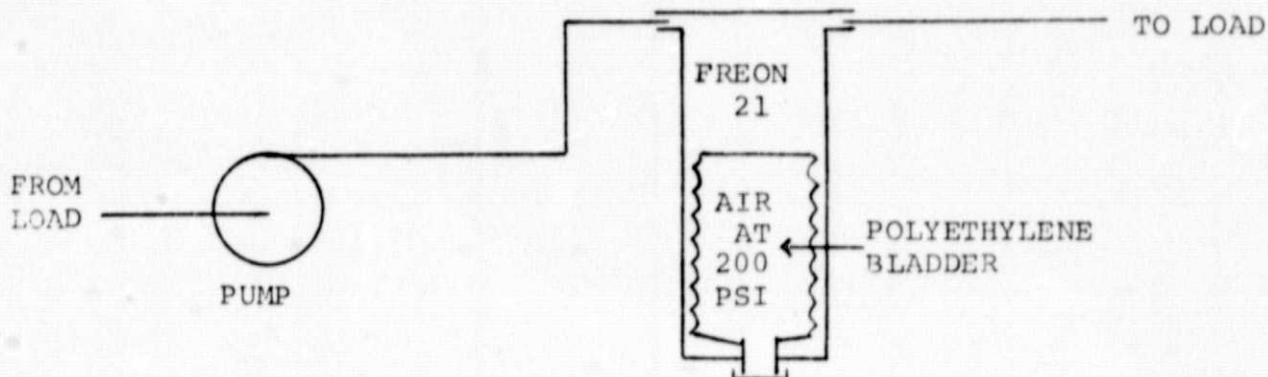 TO LOAD
FREON
21
FROM
LOAD
AIR
AT
200
PSI
POLYETHYLENE
BLADDER
PUMP